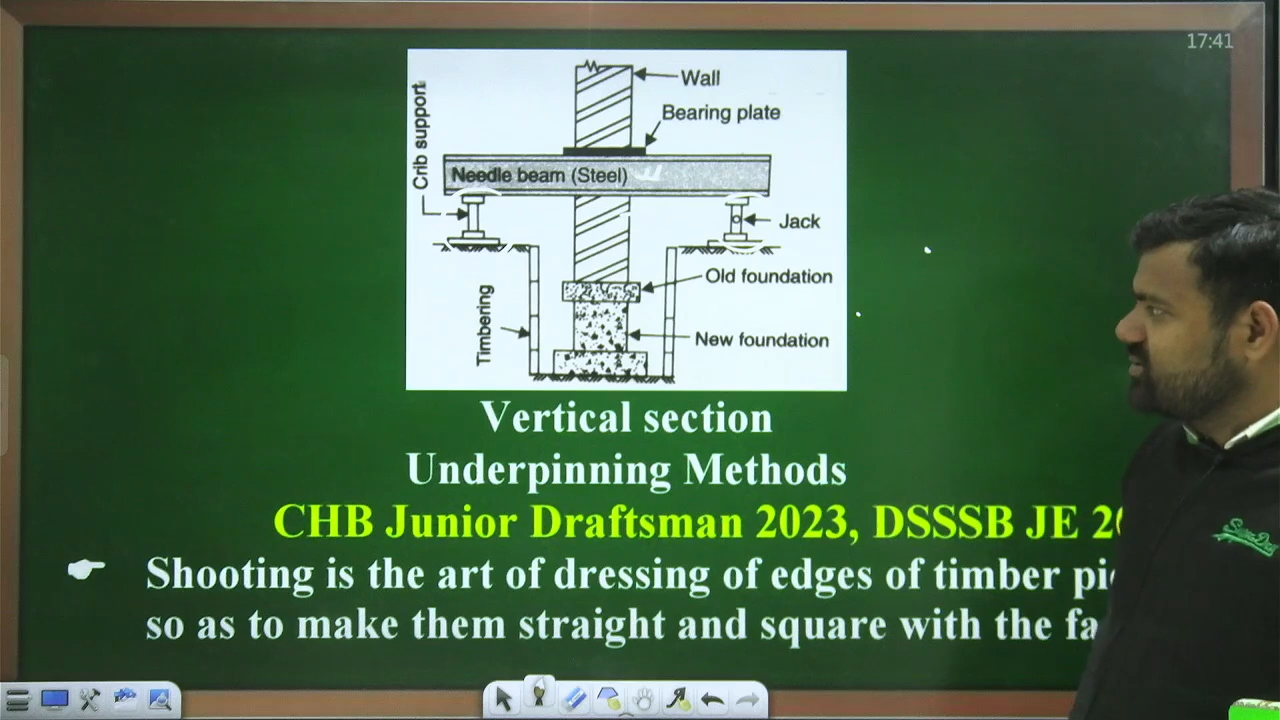 17:41
Wall
Bearing plate
Crib support
Needle beam (Steel)
Jack
Old foundation
Timbering
New foundation
Vertical section
Underpinning Methods
CHB Junior Draftsman 2023, DSSSB JE
Shooting is the art of dressing of edges of timber
so as to make them straight and square with the